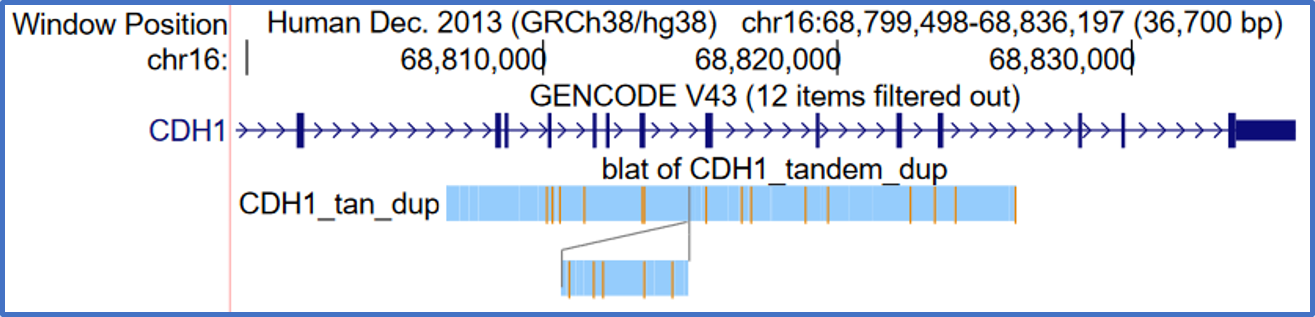 Window Position Human Dec. 2013 (GRCh38/hg38) chr16:68,799,498-68,836,197 (36,700 bp)
chr16: 68,810,000 68,820,000 68,830,000
GENCODE V43 (12 items filtered out)
CDH1
blat of CDH1_tandem_dup
CDH1_tan_dup